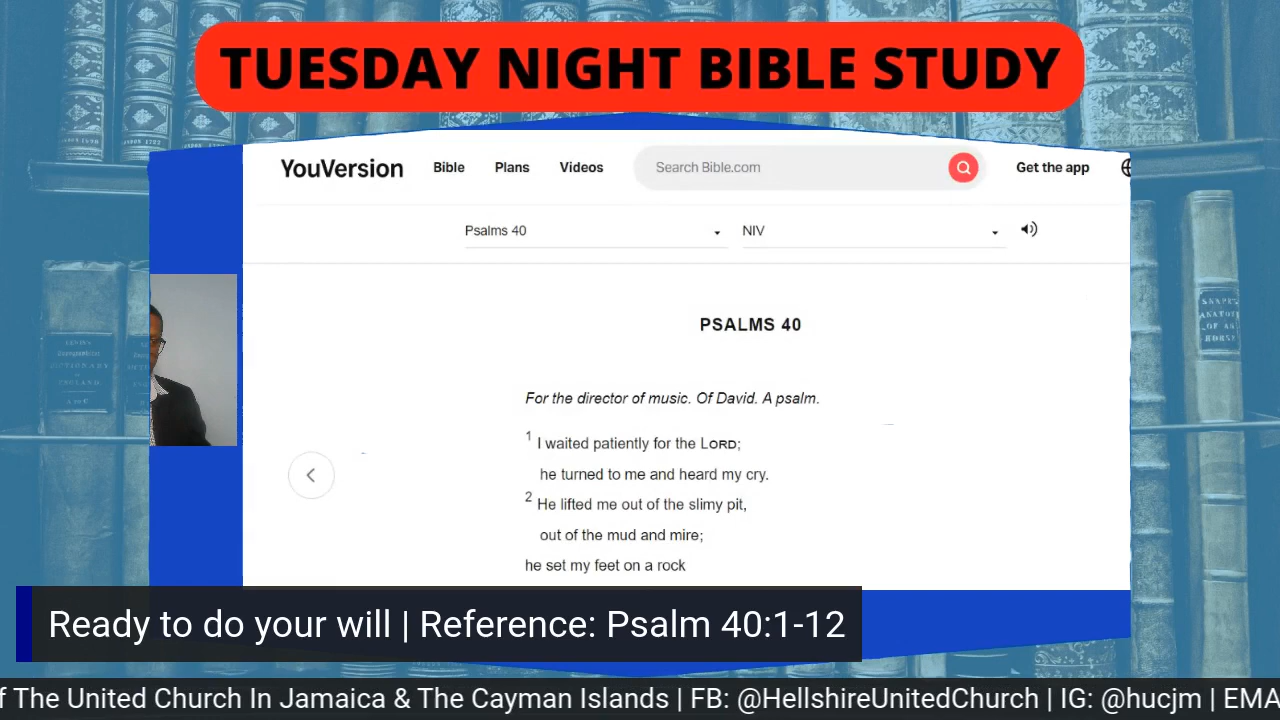 TUESDAY NIGHT BIBLE STUDY
YouVersion Bible Plans Videos Search Bible.com Get the app
Psalms 40 NIV
PSALMS 40
For the director of music. Of David. A psalm.
1 I waited patiently for the LORD;
he turned to me and heard my cry.
2 He lifted me out of the slimy pit,
out of the mud and mire;
he set my feet on a rock
Ready to do your will | Reference: Psalm 40:1-12
f The United Church In Jamaica & The Cayman Islands | FB: @HellshireUnitedChurch | IG: @hucjm | EMA